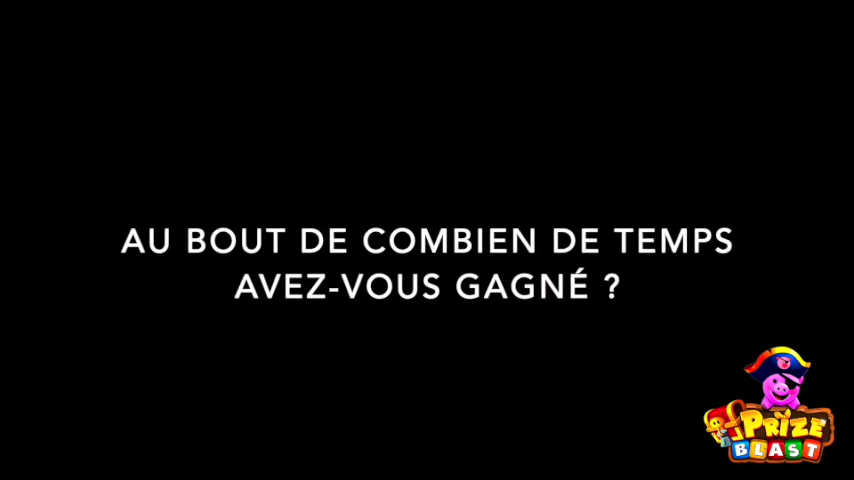 AU BOUT DE COMBIEN DE TEMPS
AVEZ-VOUS GAGNÉ ?
PRIZE
BLAST